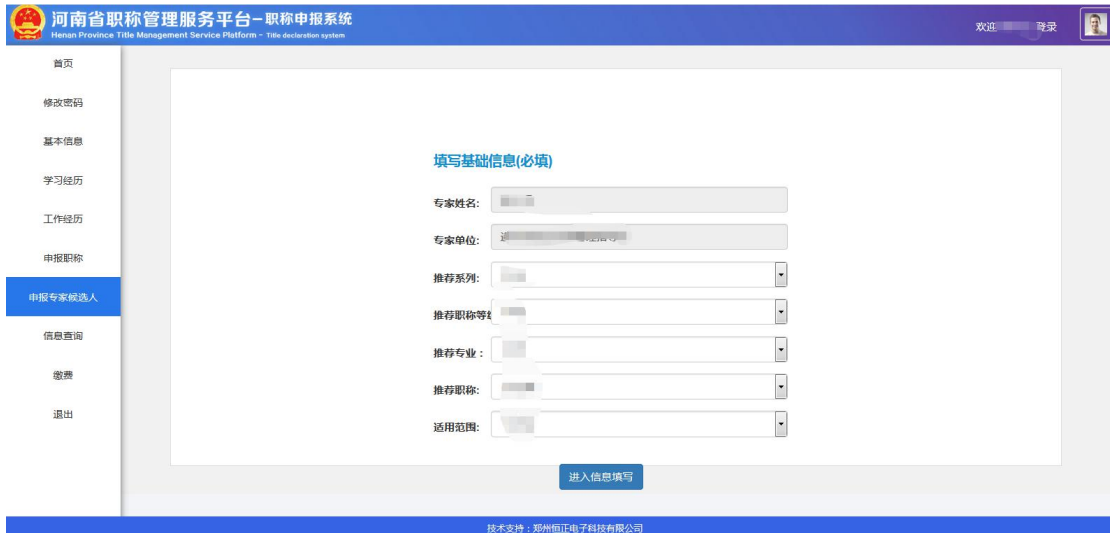 河南省职称管理服务平台-职称申报系统
Henan Province Title Management Service Platform - Title declaration system
欢迎 登录
首页
修改密码
基本信息
学习经历
工作经历
申报职称
申报专家候选人
信息查询
缴费
退出
填写基础信息(必填)
专家姓名:
专家单位:
推荐系列:
推荐职称等级
推荐专业：
推荐职称:
适用范围:
进入信息填写
技术支持：郑州恒正电子科技有限公司